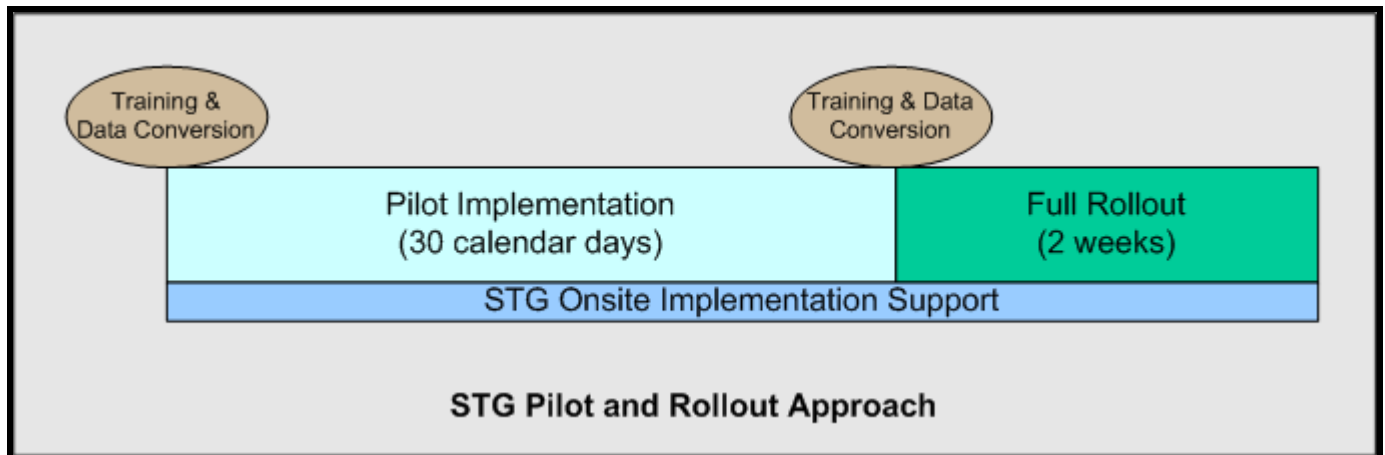 Training &
Data Conversion
Training & Data
Conversion
Pilot Implementation
(30 calendar days)
Full Rollout
(2 weeks)
STG Onsite Implementation Support
STG Pilot and Rollout Approach